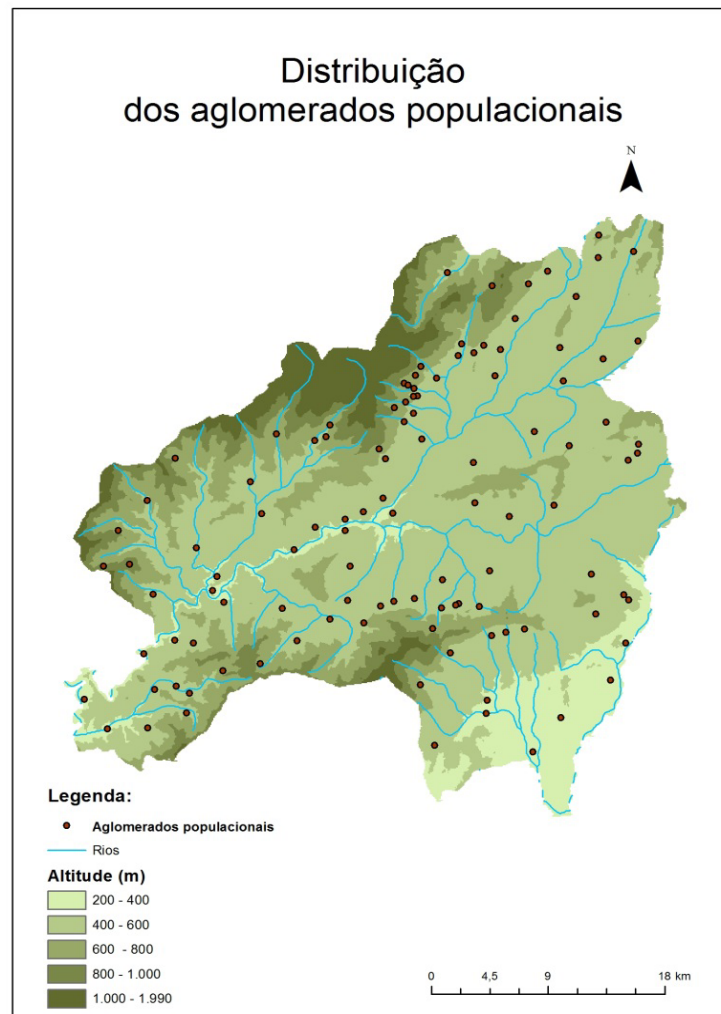 Distribuição
dos aglomerados populacionais
N
Legenda:
Aglomerados populacionais
Rios
Altitude (m)
200 - 400
400 - 600
600 - 800
800 - 1.000
1.000 - 1.990
0 4,5 9 18 km